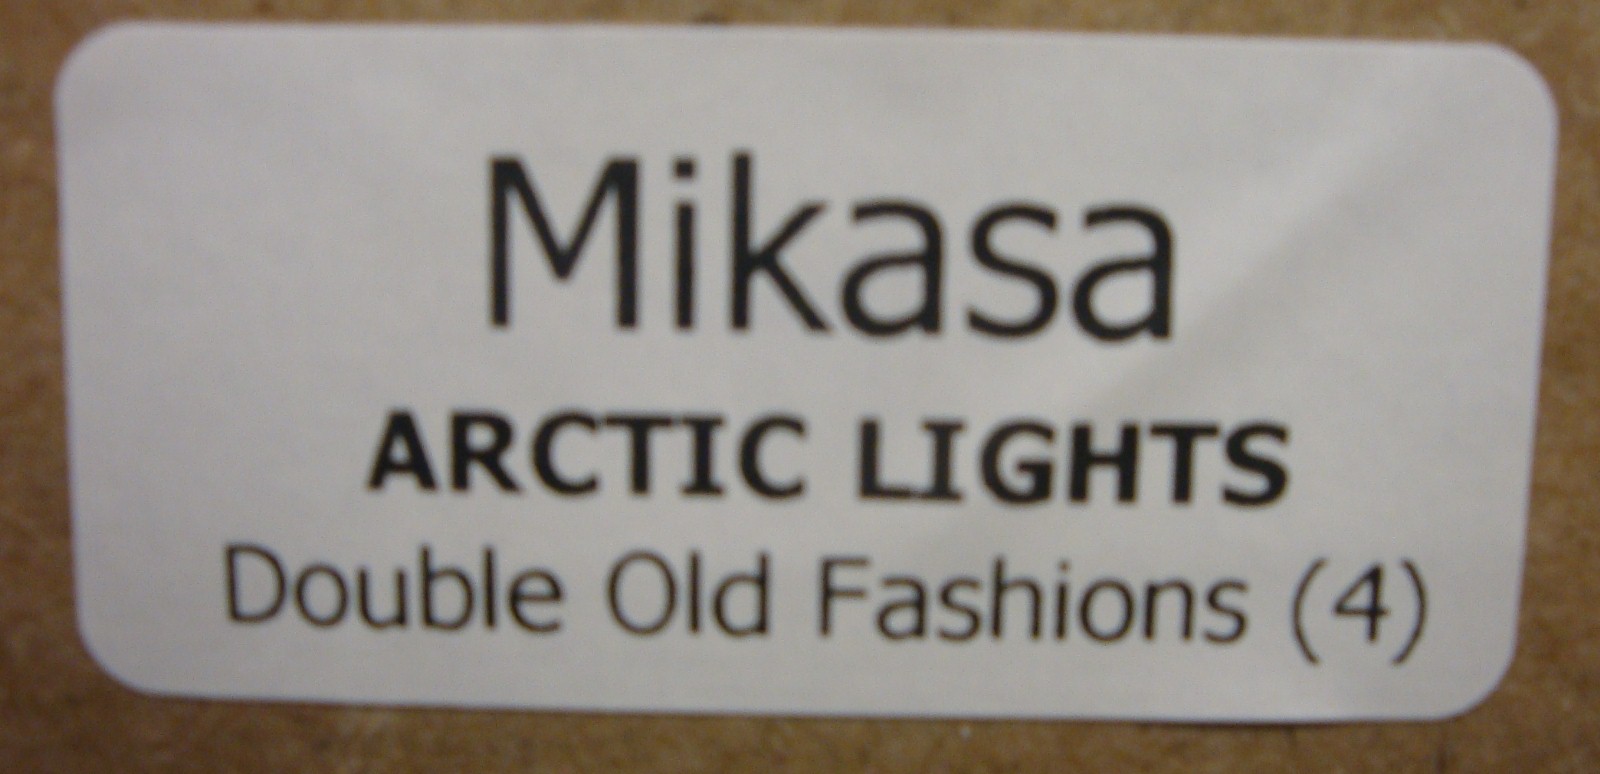 Mikasa
ARCTIC LIGHTS
Double Old Fashions (4)